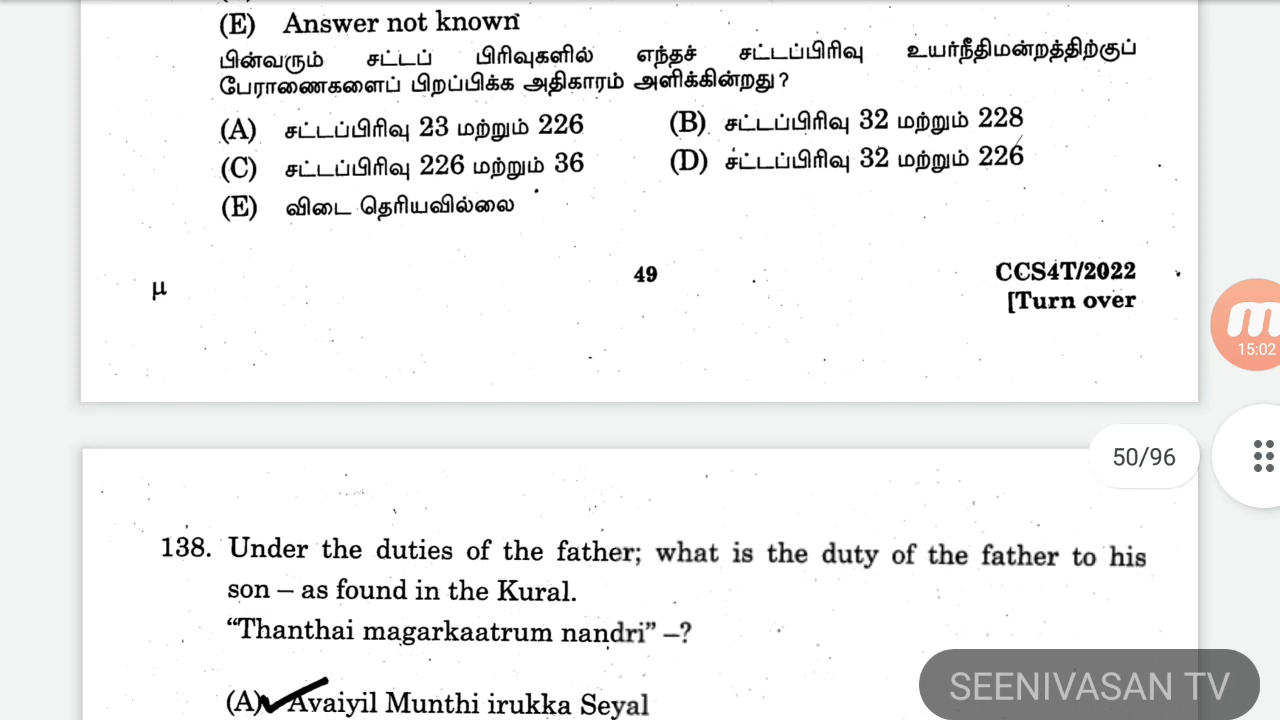 (E) Answer not known
பின்வரும் சட்டப் பிரிவுகளில் எந்தச் சட்டப்பிரிவு உயர்நீதிமன்றத்திற்குப்
பேராணைகளைப் பிறப்பிக்க அதிகாரம் அளிக்கின்றது?
(A) சட்டப்பிரிவு 23 மற்றும் 226
(B) சட்டப்பிரிவு 32 மற்றும் 228
(C) சட்டப்பிரிவு 226 மற்றும் 36
(D) சட்டப்பிரிவு 32 மற்றும் 226
(E) விடை தெரியவில்லை
µ
49
CCS4T/2022
[Turn over
15:02
50/96
138. Under the duties of the father; what is the duty of the father to his
son – as found in the Kural.
“Thanthai magarkaatrum nandri” –?
(A) Avaiyil Munthi irukka Seyal
SEENIVASAN TV